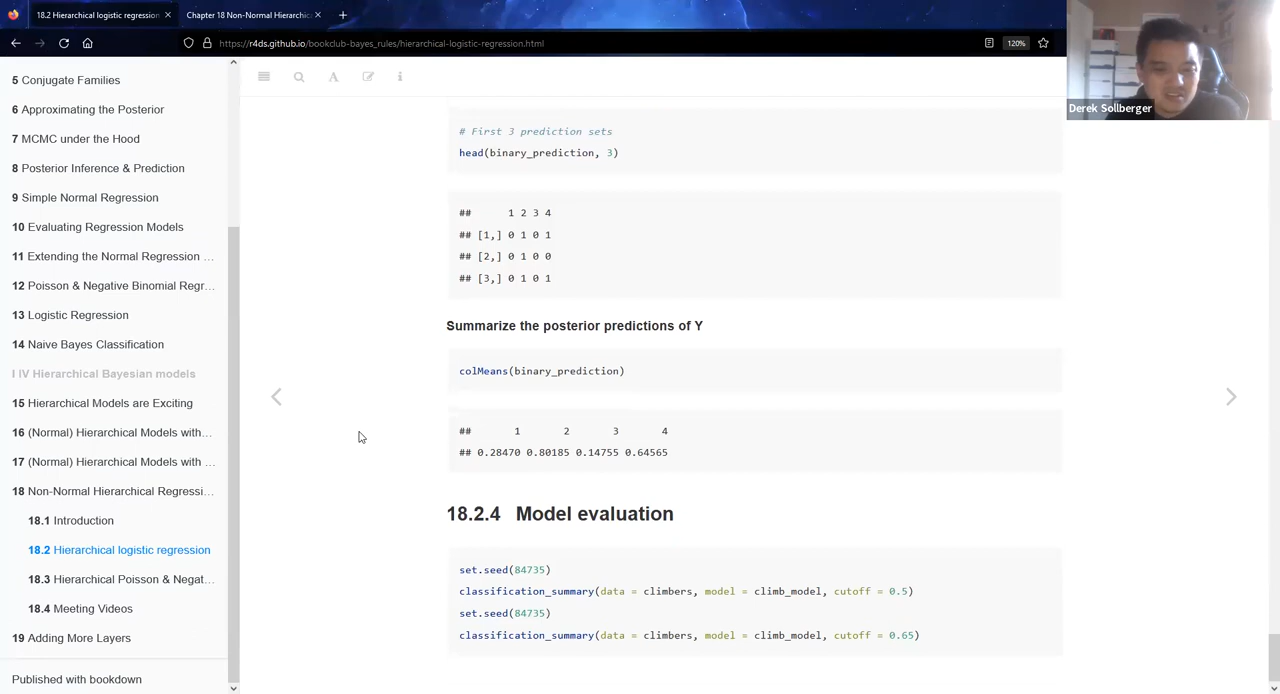 18.2 Hierarchical logistic regression
Chapter 18 Non-Normal Hierarchic
https://r4ds.github.io/bookclub-bayes_rules/hierarchical-logistic-regression.html
120%
Derek Sollberger
5 Conjugate Families
6 Approximating the Posterior
7 MCMC under the Hood
8 Posterior Inference & Prediction
9 Simple Normal Regression
10 Evaluating Regression Models
11 Extending the Normal Regression ...
12 Poisson & Negative Binomial Regr...
13 Logistic Regression
14 Naive Bayes Classification
I IV Hierarchical Bayesian models
15 Hierarchical Models are Exciting
16 (Normal) Hierarchical Models with...
17 (Normal) Hierarchical Models with ...
18 Non-Normal Hierarchical Regressi...
18.1 Introduction
18.2 Hierarchical logistic regression
18.3 Hierarchical Poisson & Negat...
18.4 Meeting Videos
19 Adding More Layers
Published with bookdown
# First 3 prediction sets
head(binary_prediction, 3)
## 1 2 3 4
## [1,] 0 1 0 1
## [2,] 0 1 0 0
## [3,] 0 1 0 1
Summarize the posterior predictions of Y
colMeans(binary_prediction)
## 1 2 3 4
## 0.28470 0.80185 0.14755 0.64565
18.2.4 Model evaluation
set.seed(84735)
classification_summary(data = climbers, model = climb_model, cutoff = 0.5)
set.seed(84735)
classification_summary(data = climbers, model = climb_model, cutoff = 0.65)